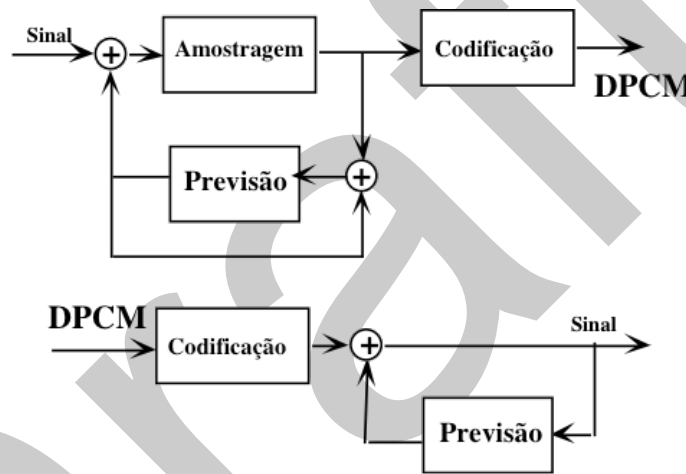 Sinal
+
Amostragem
Codificação
DPCM
Previsão
+
DPCM
Codificação
+
Sinal
Previsão